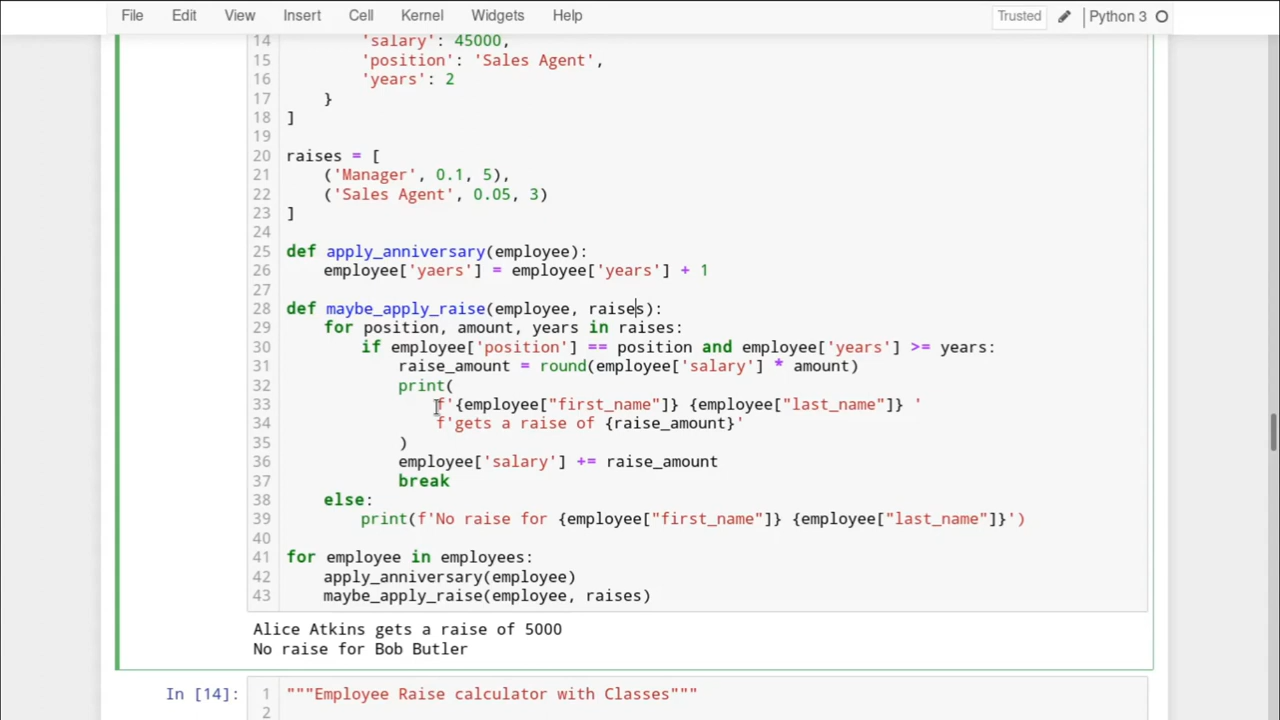 File Edit View Insert Cell Kernel Widgets Help Trusted Python 3
14 'salary': 45000,
15 'position': 'Sales Agent',
16 'years': 2
17 }
18 ]
19
20 raises = [
21 ('Manager', 0.1, 5),
22 ('Sales Agent', 0.05, 3)
23 ]
24
25 def apply_anniversary(employee):
26 employee['yaers'] = employee['years'] + 1
27
28 def maybe_apply_raise(employee, raises):
29 for position, amount, years in raises:
30 if employee['position'] == position and employee['years'] >= years:
31 raise_amount = round(employee['salary'] * amount)
32 print(
33 f'{employee["first_name"]} {employee["last_name"]} '
34 f'gets a raise of {raise_amount}'
35 )
36 employee['salary'] += raise_amount
37 break
38 else:
39 print(f'No raise for {employee["first_name"]} {employee["last_name"]}')
40
41 for employee in employees:
42 apply_anniversary(employee)
43 maybe_apply_raise(employee, raises)
Alice Atkins gets a raise of 5000
No raise for Bob Butler
In [14]: 1 """Employee Raise calculator with Classes"""
2